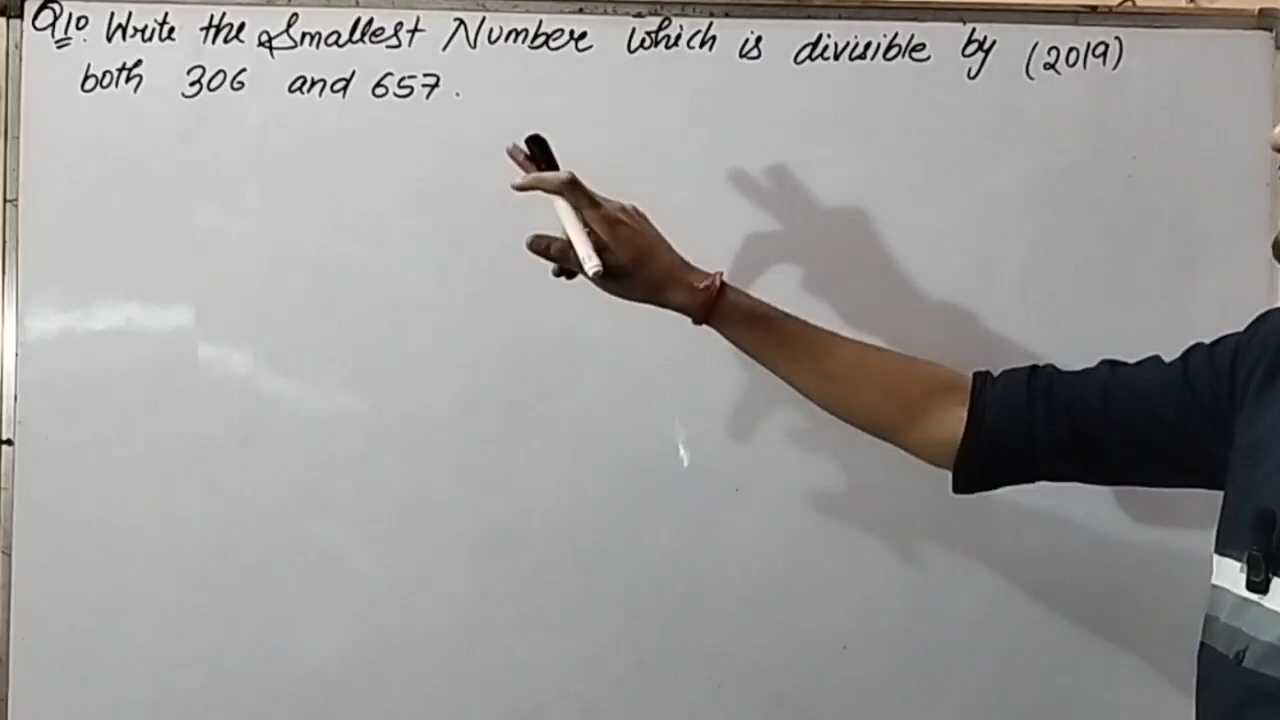 Q10. Write the Smallest Number which is divisible by (2019)
both 306 and 657.